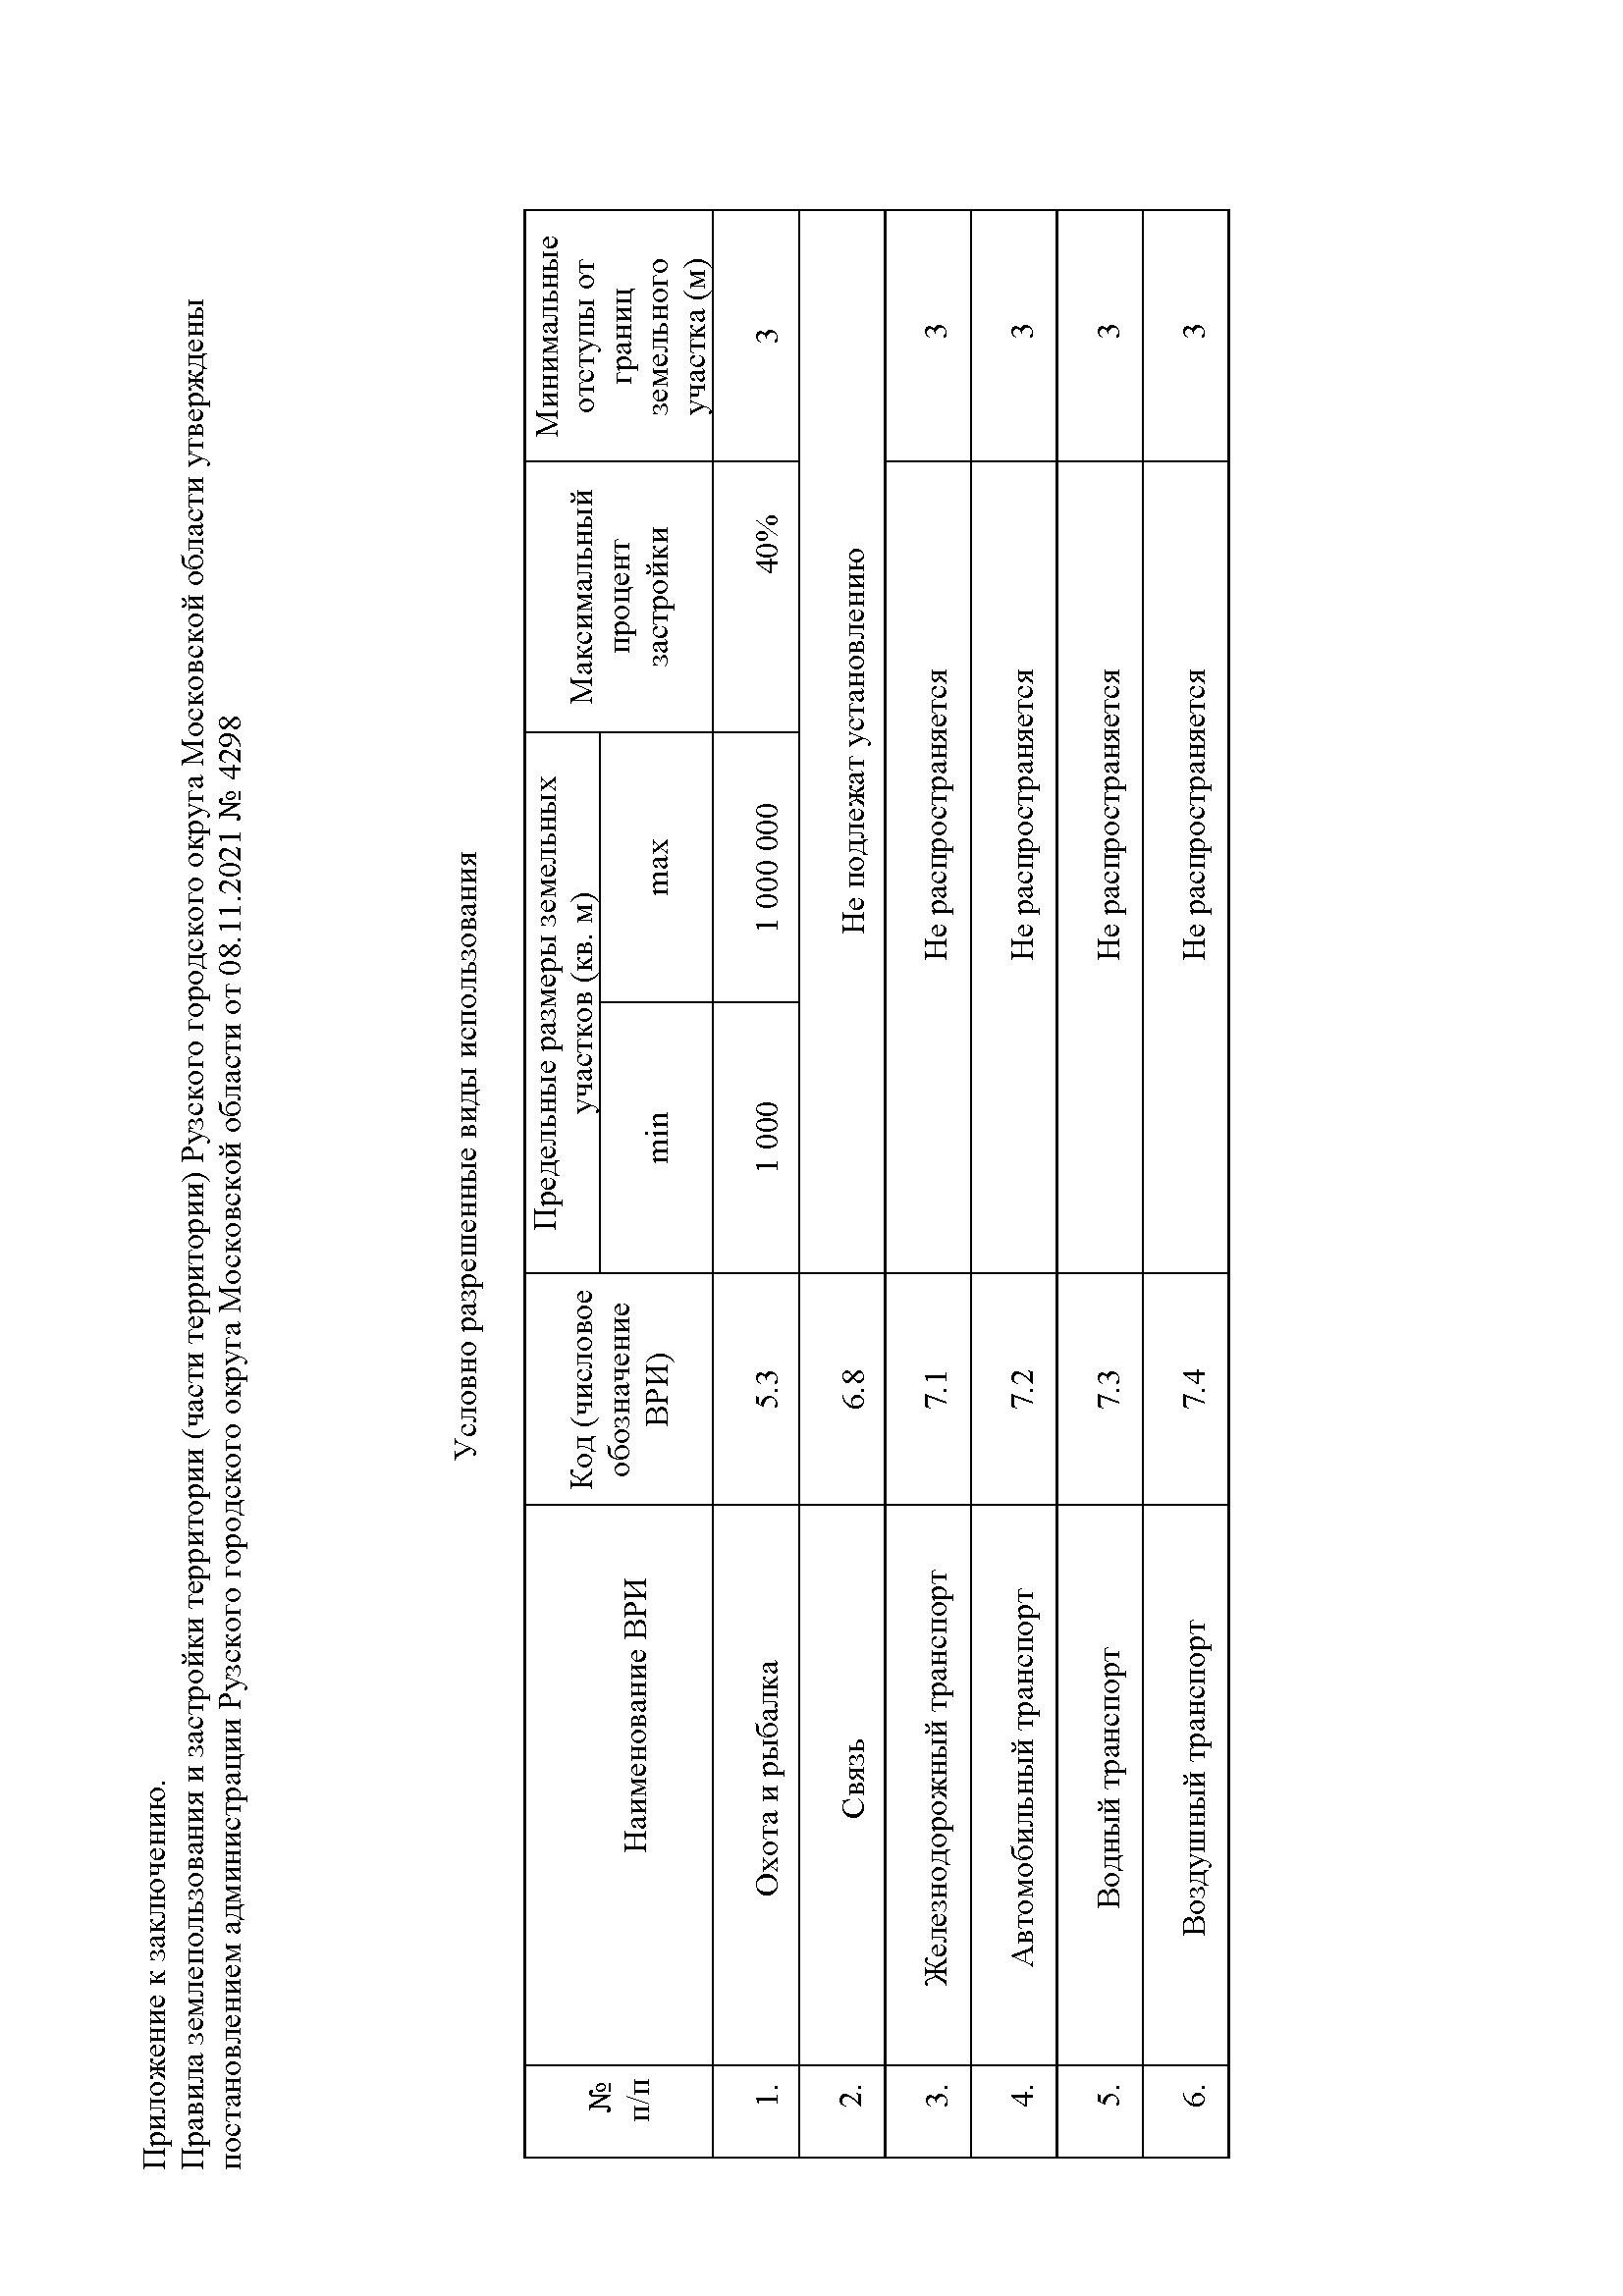 Приложение к заключению.
Правила землепользования и застройки территории (части территории) Рузского городского округа Московской области утверждены
постановлением администрации Рузского городского округа Московской области от 08.11.2021 № 4298
Условно разрешенные виды использования
№
п/п
Наименование ВРИ
Код (числовое
обозначение
ВРИ)
Предельные размеры земельных
участков (кв. м)
min
max
Максимальный
процент
застройки
Минимальные
отступы от
границ
земельного
участка (м)
1. Охота и рыбалка 5.3 1 000 1 000 000 40% 3
2. Связь 6.8 Не подлежат установлению
3. Железнодорожный транспорт 7.1 Не распространяется 3
4. Автомобильный транспорт 7.2 Не распространяется 3
5. Водный транспорт 7.3 Не распространяется 3
6. Воздушный транспорт 7.4 Не распространяется 3